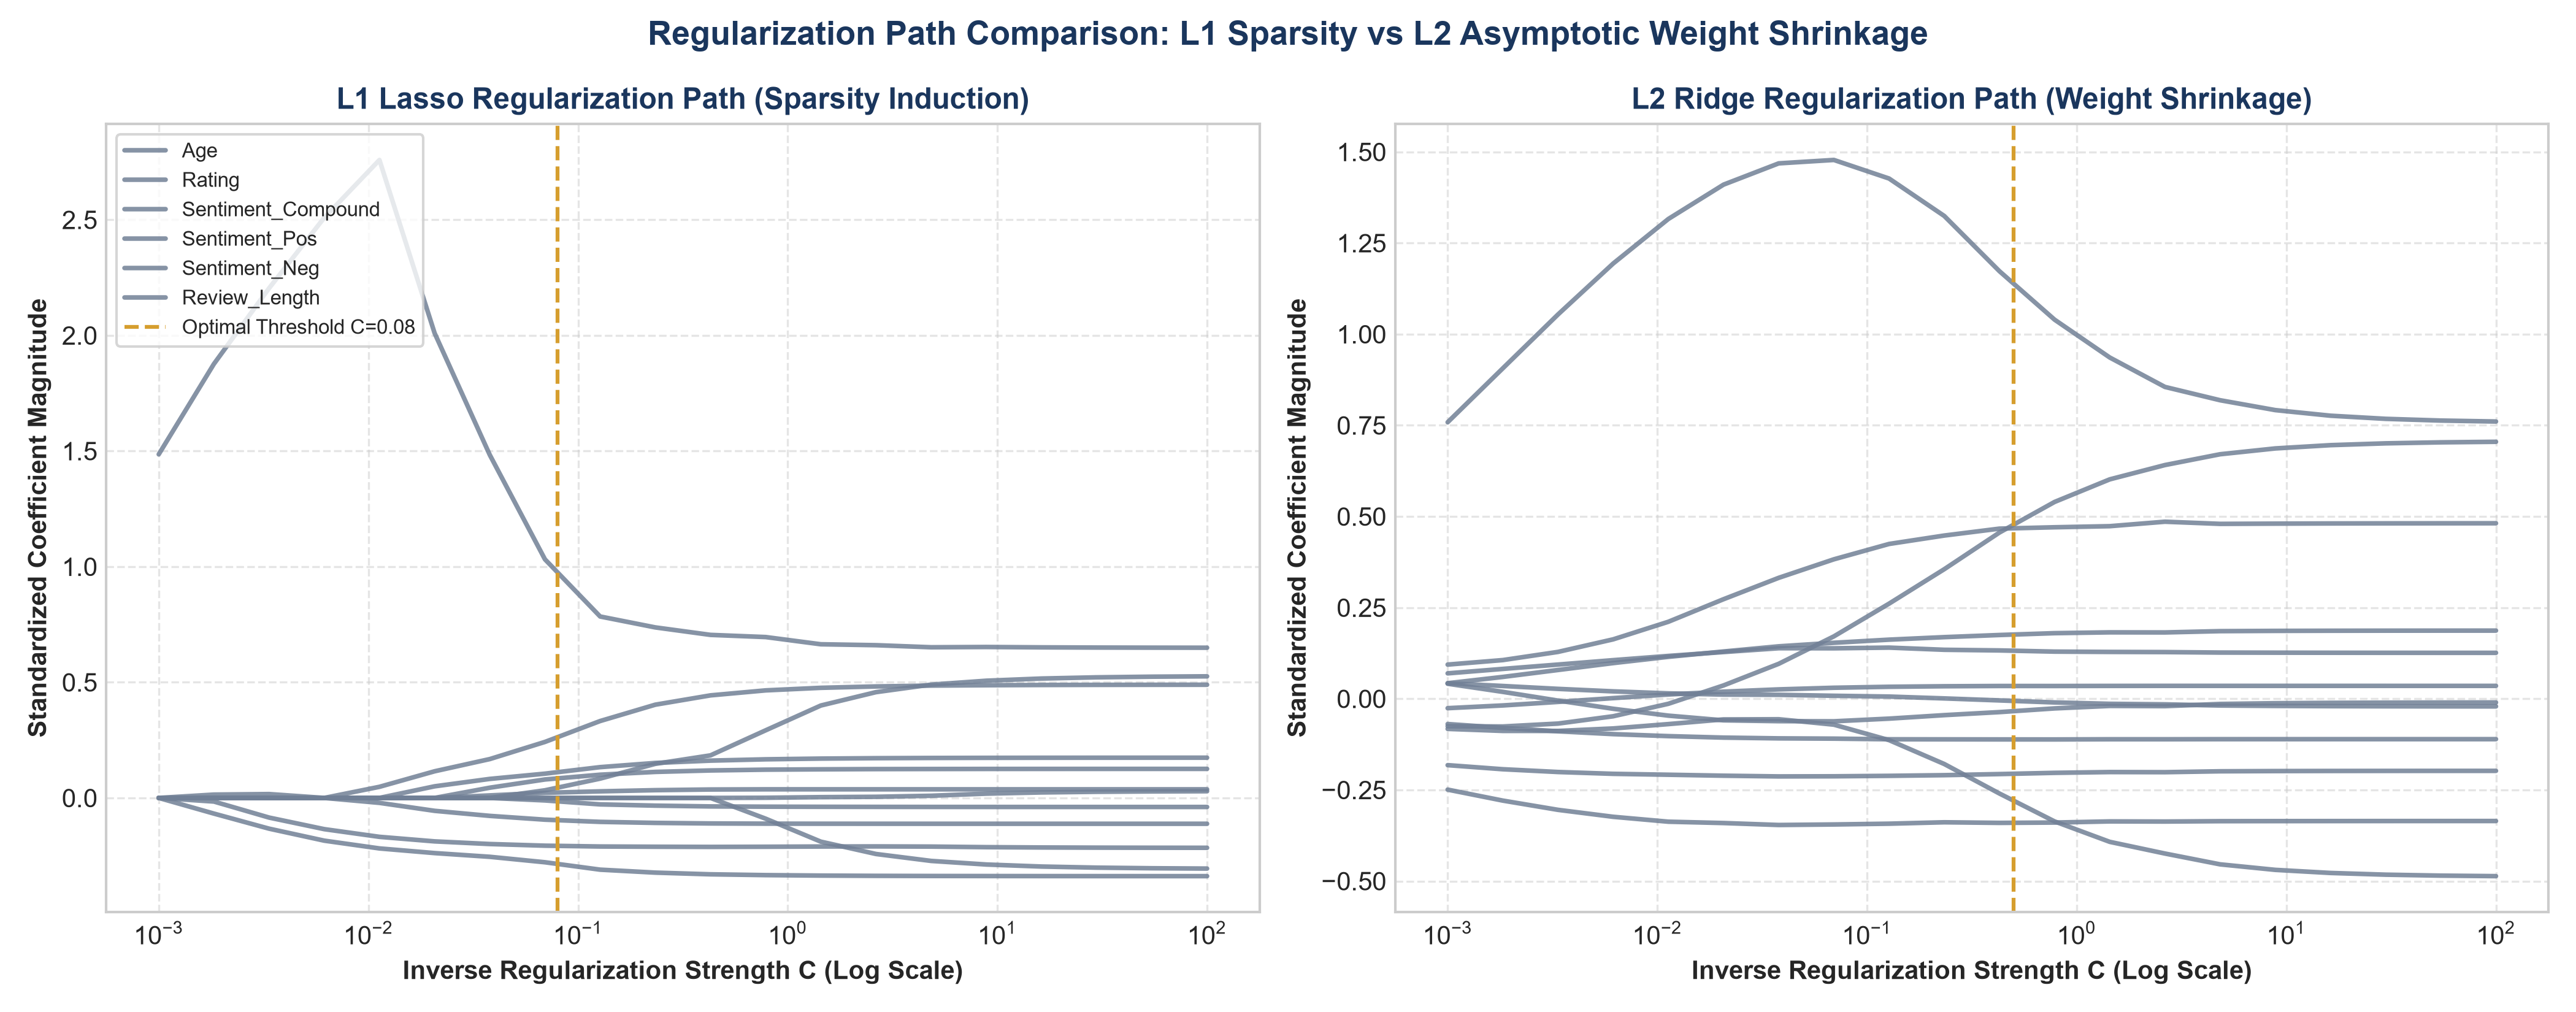 Regularization Path Comparison: L1 Sparsity vs L2 Asymptotic Weight Shrinkage
L1 Lasso Regularization Path (Sparsity Induction)
Age
Rating
Sentiment_Compound
Sentiment_Pos
Sentiment_Neg
Review_Length
Optimal Threshold C=0.08
Standardized Coefficient Magnitude
2.5
2.0
1.5
1.0
0.5
0.0
10⁻³ 10⁻² 10⁻¹ 10⁰ 10¹ 10²
Inverse Regularization Strength C (Log Scale)
L2 Ridge Regularization Path (Weight Shrinkage)
Standardized Coefficient Magnitude
1.50
1.25
1.00
0.75
0.50
0.25
0.00
−0.25
−0.50
10⁻³ 10⁻² 10⁻¹ 10⁰ 10¹ 10²
Inverse Regularization Strength C (Log Scale)